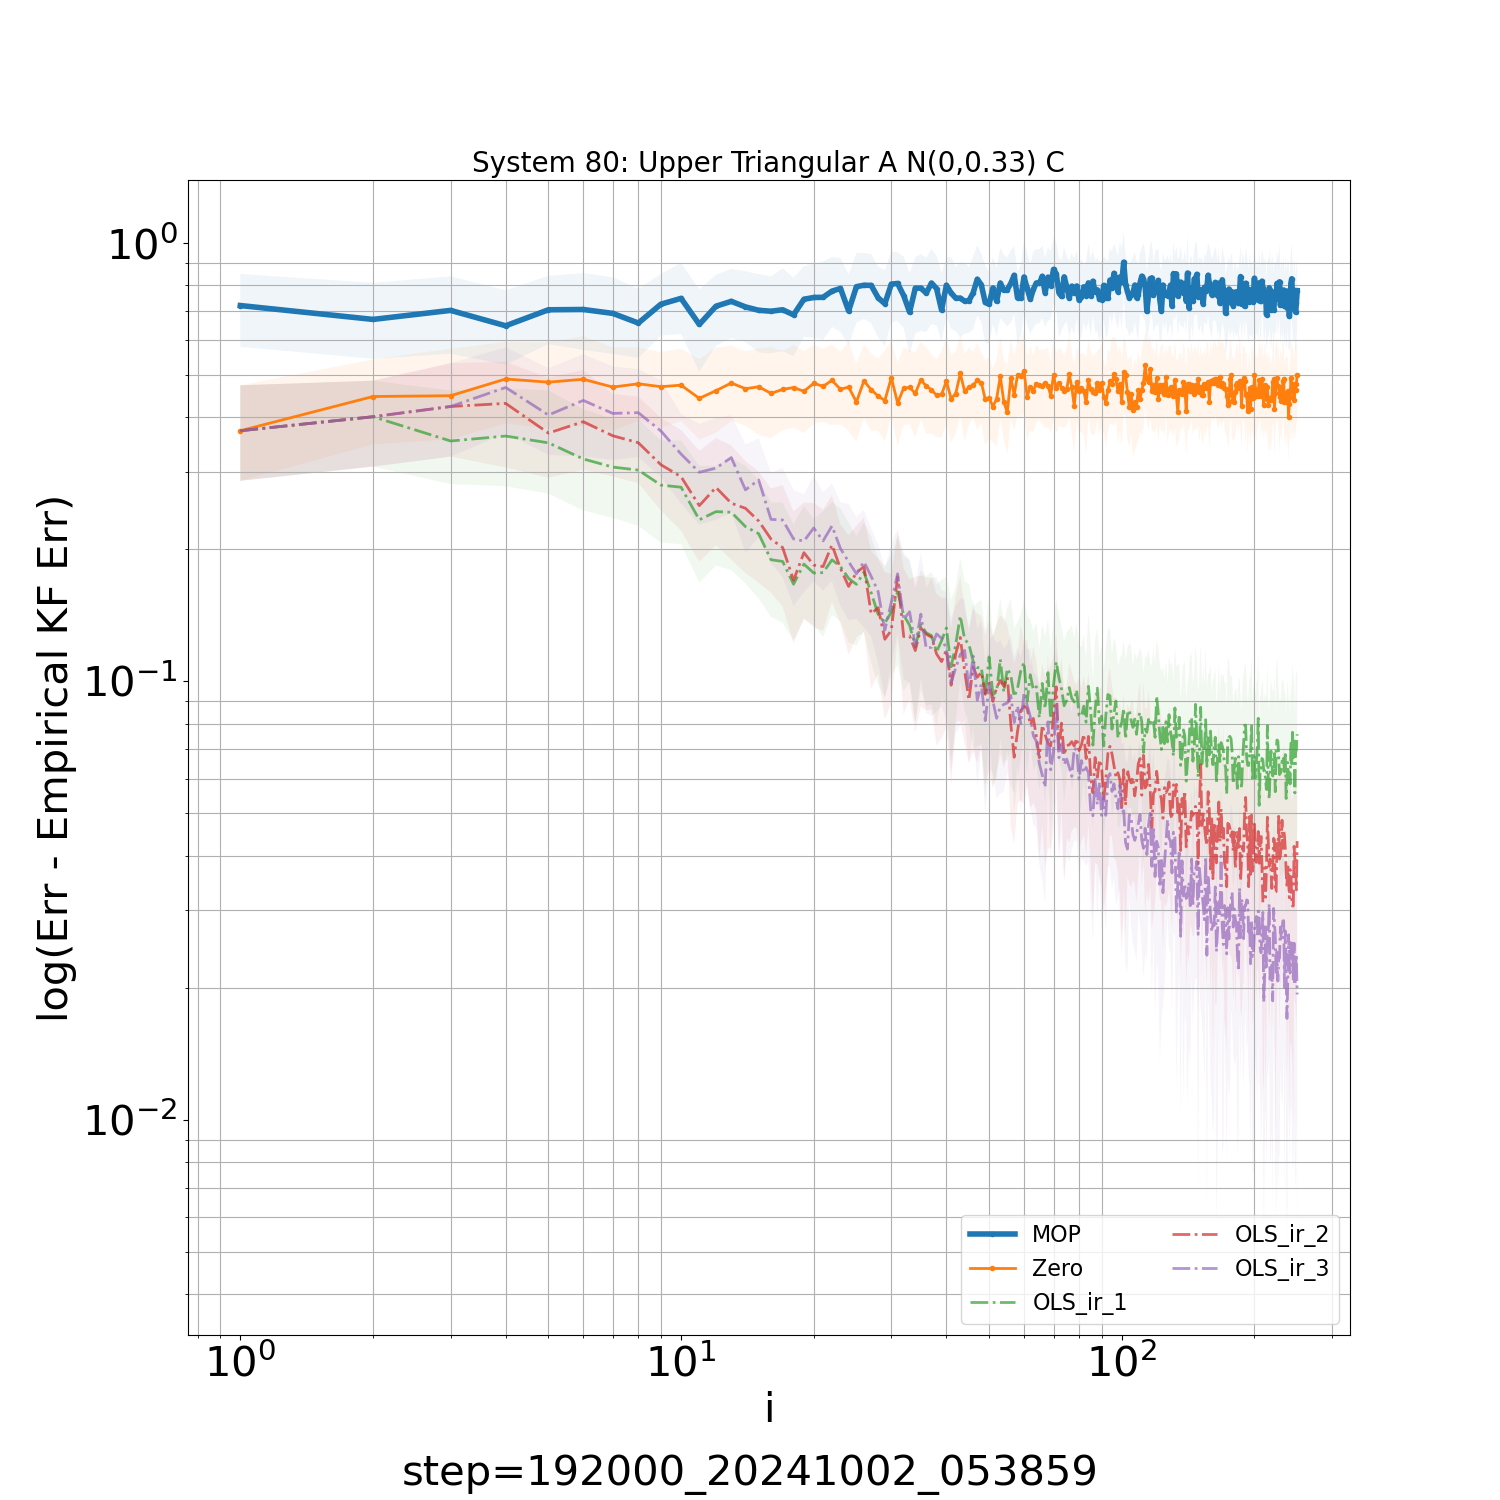 System 80: Upper Triangular A N(0,0.33) C
log(Err - Empirical KF Err)
10⁰
10⁻¹
10⁻²
MOP
Zero
OLS_ir_1
OLS_ir_2
OLS_ir_3
10⁰ 10¹ 10²
i
step=192000_20241002_053859